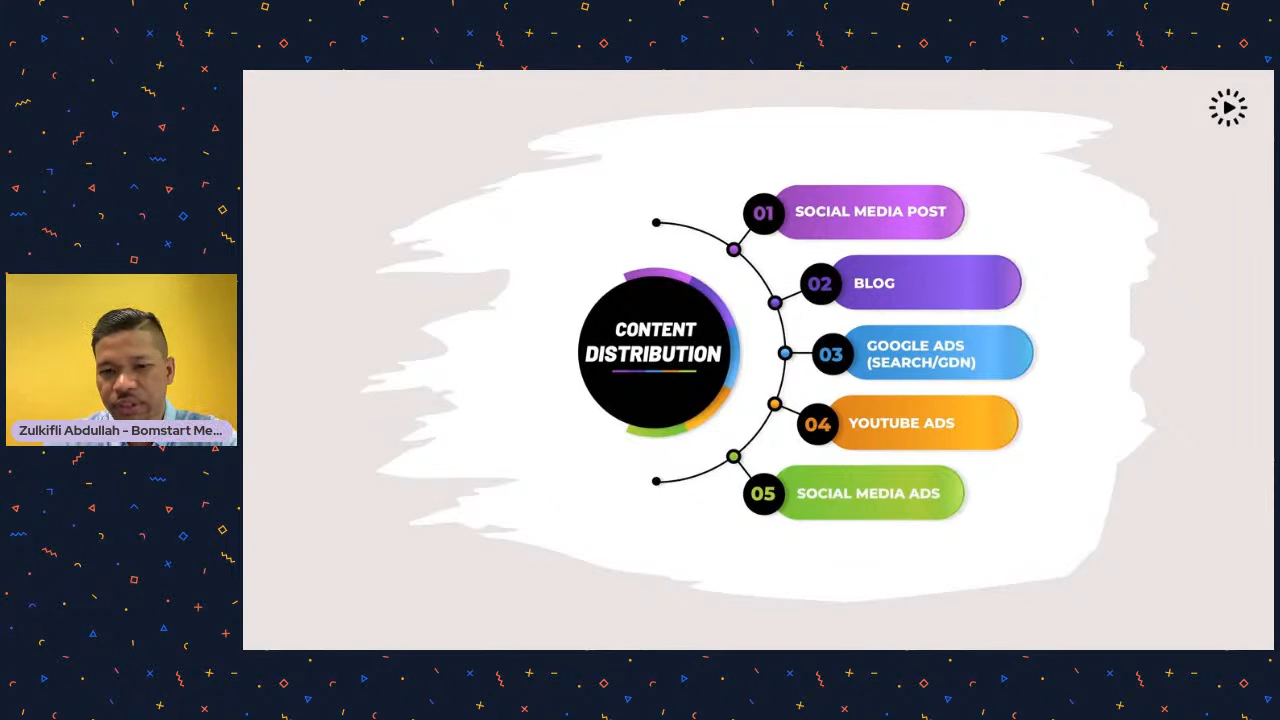 01
SOCIAL MEDIA POST
02
BLOG
CONTENT
DISTRIBUTION
03
GOOGLE ADS
(SEARCH/GDN)
04
YOUTUBE ADS
05
SOCIAL MEDIA ADS
Zulkifli Abdullah - Bomstart Me...